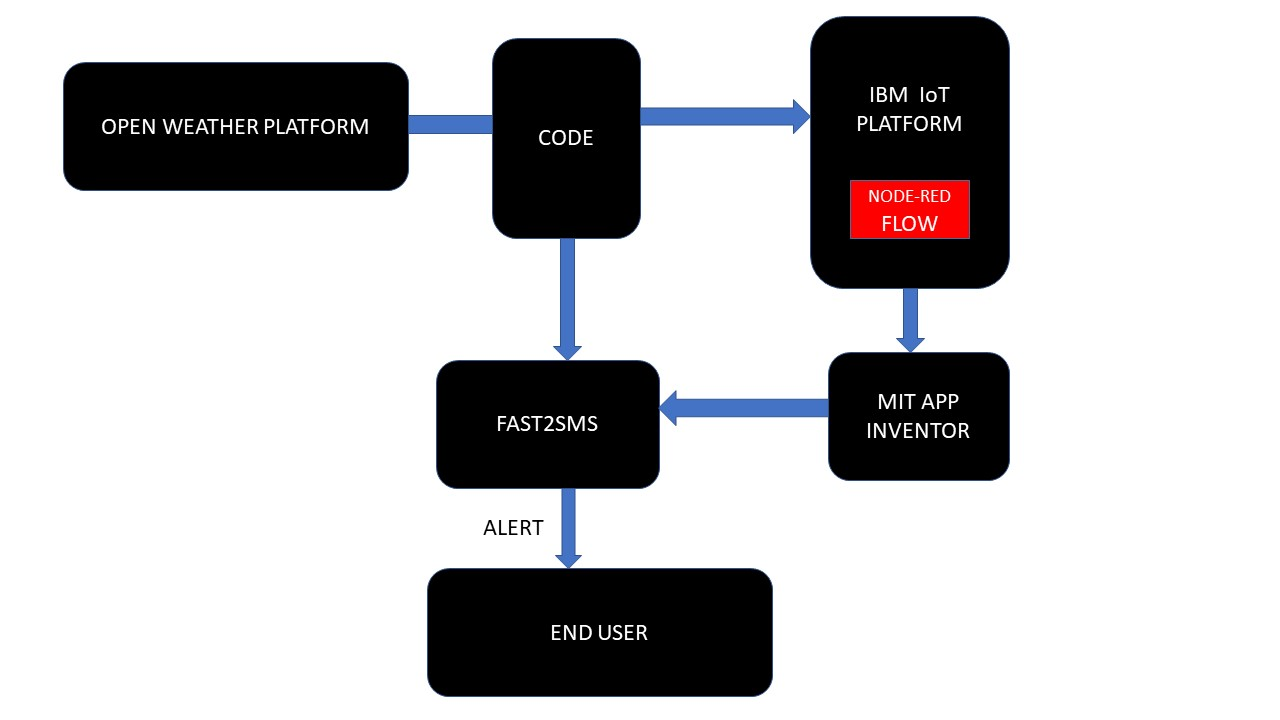 OPEN WEATHER PLATFORM
CODE
IBM  IoT
PLATFORM
NODE-RED
FLOW
FAST2SMS
MIT APP
INVENTOR
ALERT
END USER